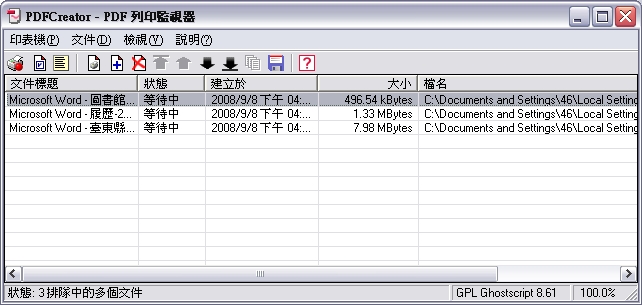 PDFCreator - PDF 列印監視器
印表機(P) 文件(D) 檢視(V) 說明(?)
文件標題 狀態 建立於 大小 檔名
Microsoft Word - 圖書館... 等待中 2008/9/8 下午 04:... 496.54 kBytes C:\Documents and Settings\46\Local Setting
Microsoft Word - 履歷-2... 等待中 2008/9/8 下午 04:... 1.33 MBytes C:\Documents and Settings\46\Local Setting
Microsoft Word - 臺東縣... 等待中 2008/9/8 下午 04:... 7.98 MBytes C:\Documents and Settings\46\Local Setting
狀態: 3 排隊中的多個文件 GPL Ghostscript 8.61 100.0%